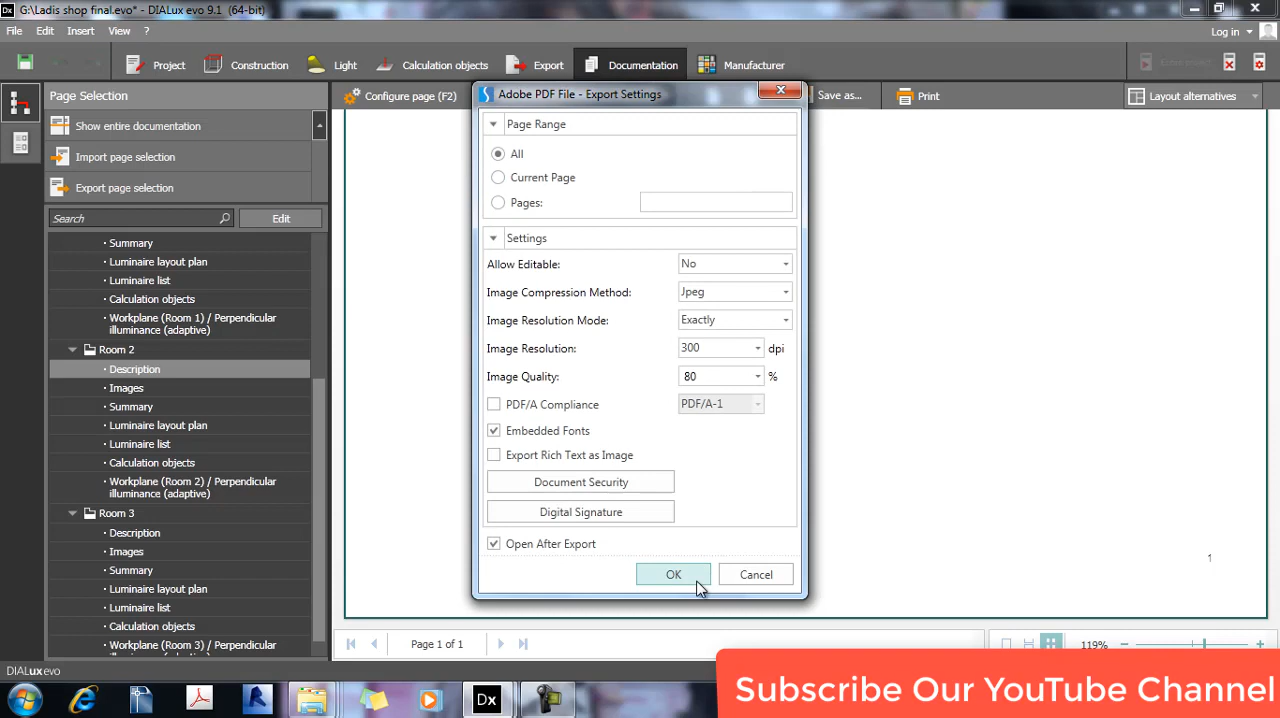 G:\Ladis shop final.evo* - DIALux evo 9.1 (64-bit)
File Edit Insert View ?
Log in
Project Construction Light Calculation objects Export Documentation Manufacturer
Page Selection
Configure page (F2)
Save as...
Print
Layout alternatives
Show entire documentation
Import page selection
Export page selection
Search
Edit
Summary
Luminaire layout plan
Luminaire list
Calculation objects
Workplane (Room 1) / Perpendicular
illuminance (adaptive)
Room 2
Description
Images
Summary
Luminaire layout plan
Luminaire list
Calculation objects
Workplane (Room 2) / Perpendicular
illuminance (adaptive)
Room 3
Description
Images
Summary
Luminaire layout plan
Luminaire list
Calculation objects
Workplane (Room 3) / Perpendicular
Adobe PDF File - Export Settings
Page Range
All
Current Page
Pages:
Settings
Allow Editable: No
Image Compression Method: Jpeg
Image Resolution Mode: Exactly
Image Resolution: 300 dpi
Image Quality: 80 %
PDF/A Compliance PDF/A-1
Embedded Fonts
Export Rich Text as Image
Document Security
Digital Signature
Open After Export
OK Cancel
1
Page 1 of 1
119%
DIALux evo
Dx
Subscribe Our YouTube Channel